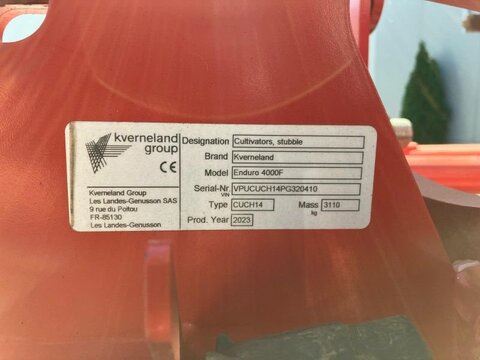 kverneland
group
CE
Kverneland Group
Les Landes-Genusson SAS
9 rue du Poitou
FR-85130
Les Landes-Genusson
Designation Cultivators, stubble
Brand Kverneland
Model Enduro 4000F
Serial-Nr. VPUCUCH14PG320410
VIN
Type CUCH14 Mass 3110
kg
Prod. Year 2023